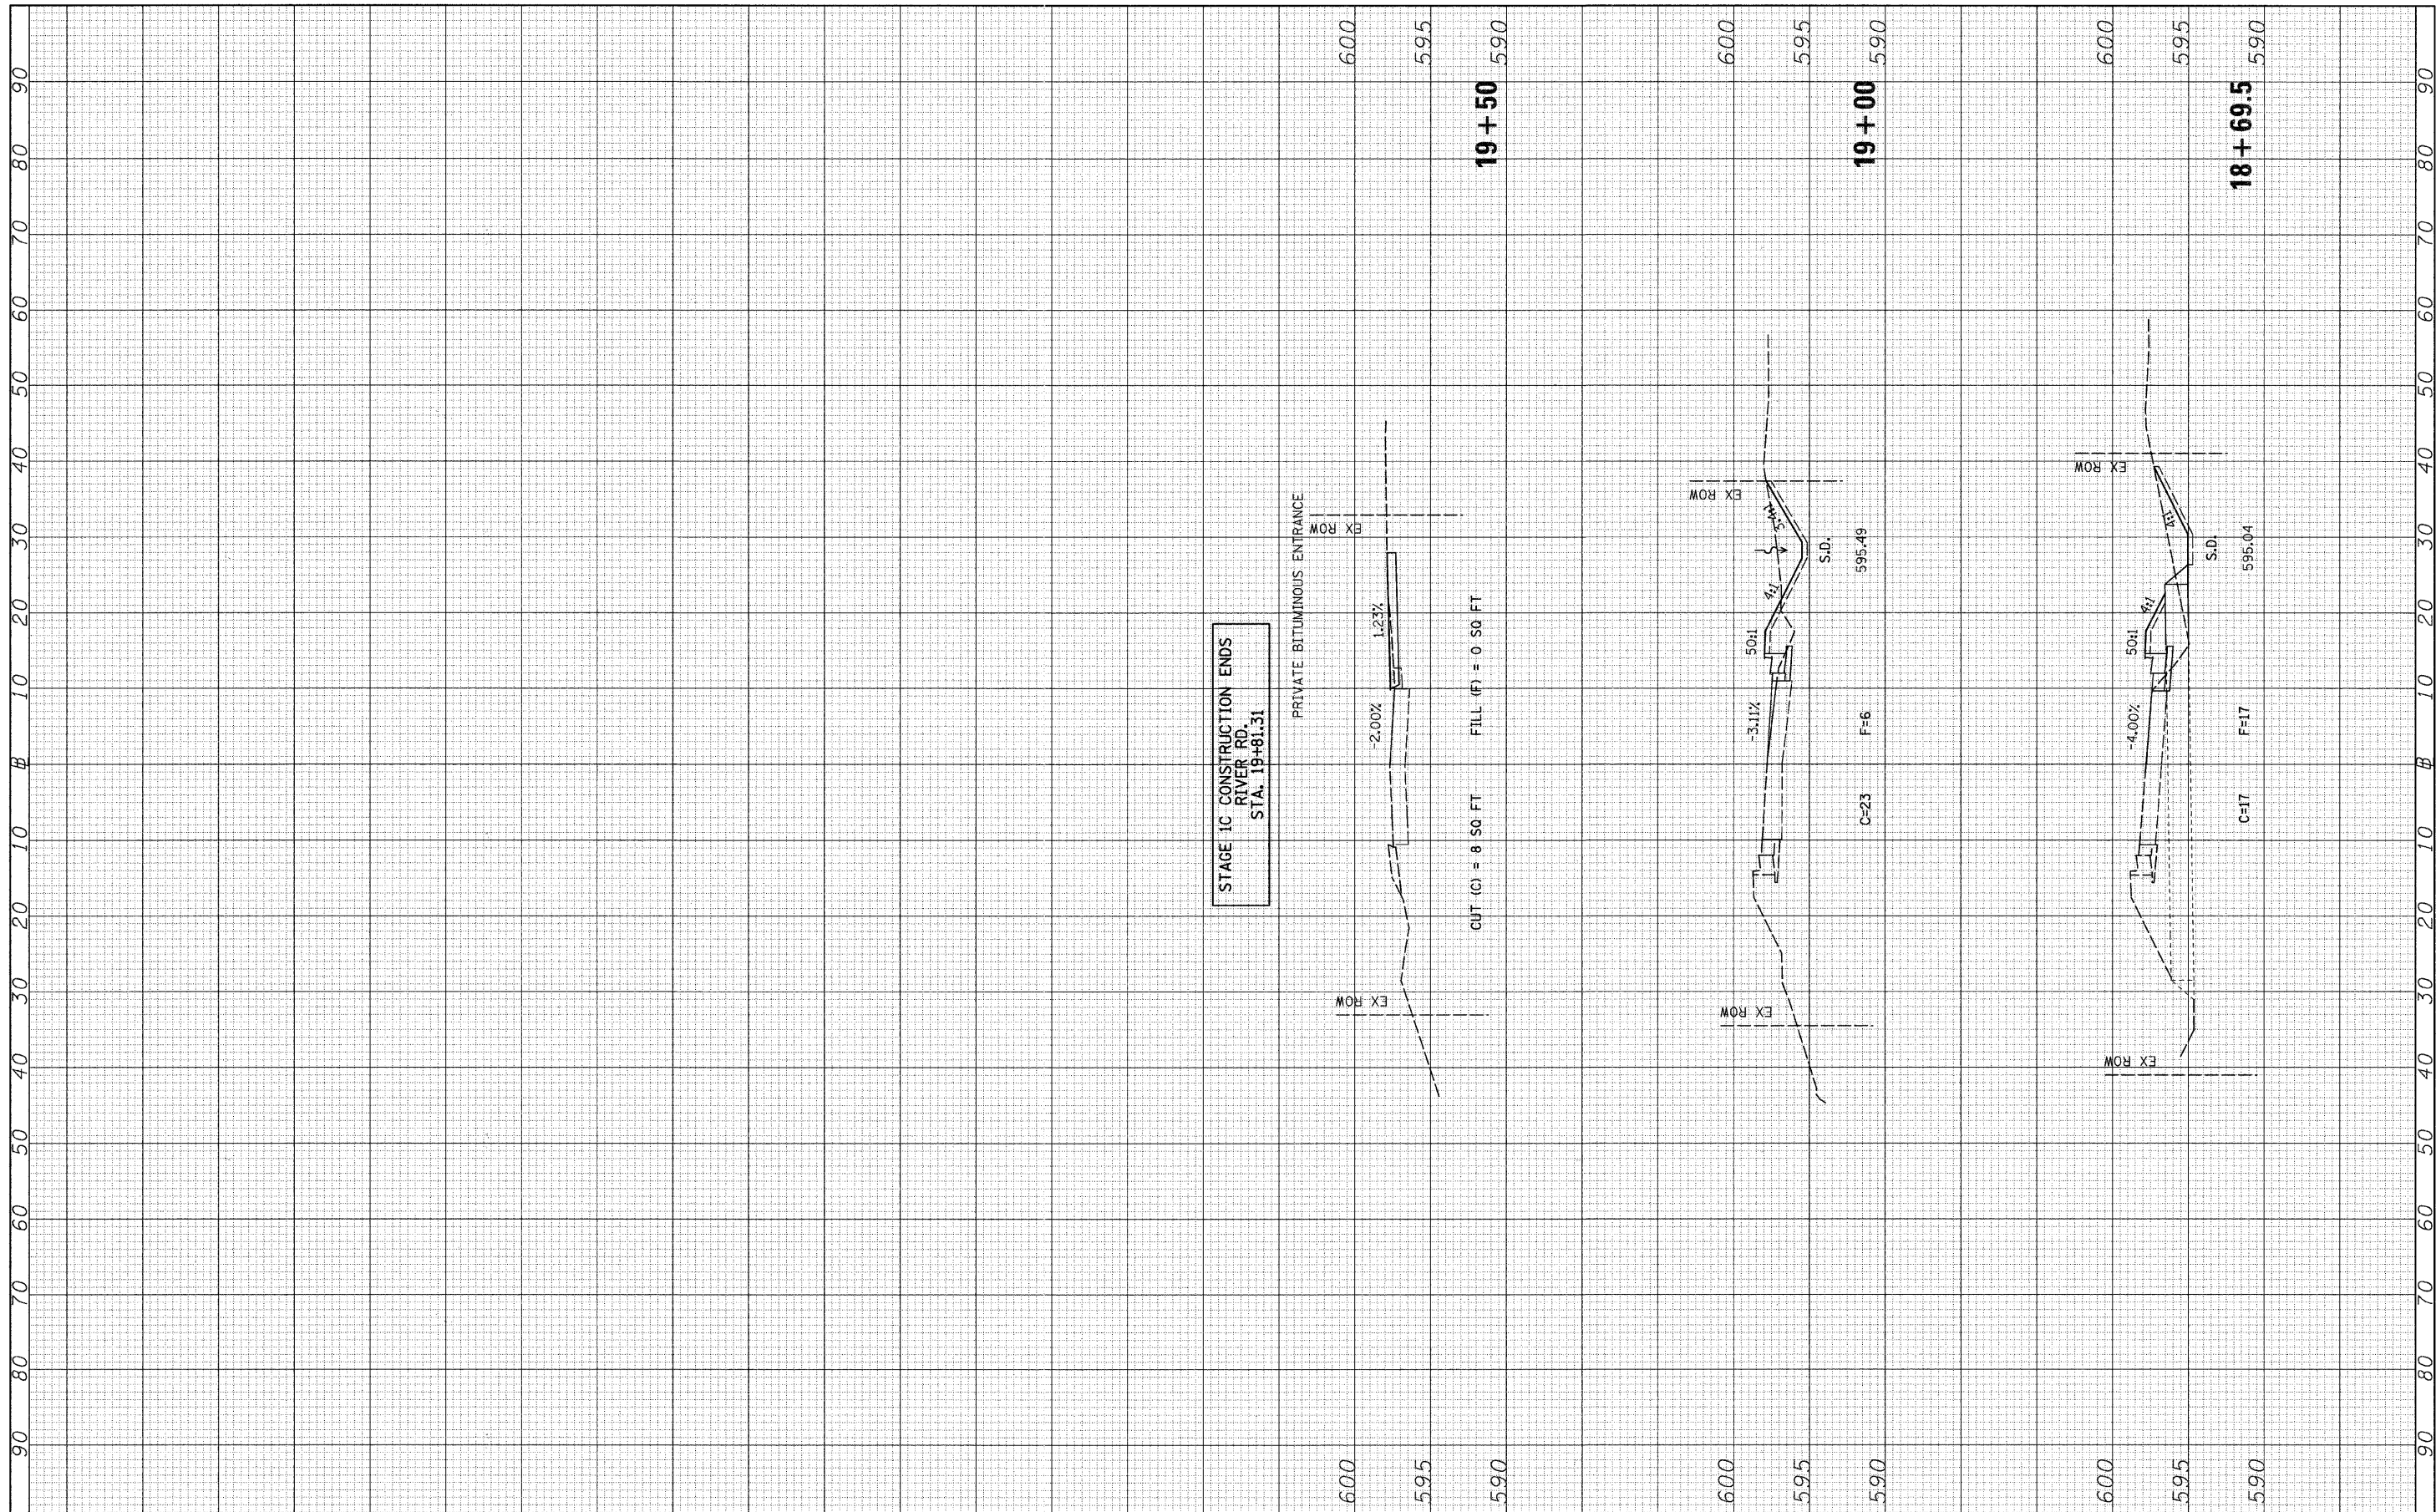 90 80 70 60 50 40 30 20 10 B 10 20 30 40 50 60 70 80 90
STAGE 1C CONSTRUCTION ENDS
RIVER RD.
STA. 19+81.31
PRIVATE BITUMINOUS ENTRANCE
600 600
595 595
590 590
EX ROW
EX ROW
-2.00%
1.23%
CUT (C) = 8 SQ FT
FILL (F) = 0 SQ FT
19+50
600 600
595 595
590 590
EX ROW
EX ROW
-3.11%
50:1
4:1
S.D.
595.49
C=23
F=6
19+00
600 600
595 595
590 590
EX ROW
EX ROW
-4.00%
50:1
4:1
4:1
S.D.
595.04
C=17
F=17
18+69.5
90 80 70 60 50 40 30 20 10 B 10 20 30 40 50 60 70 80 90